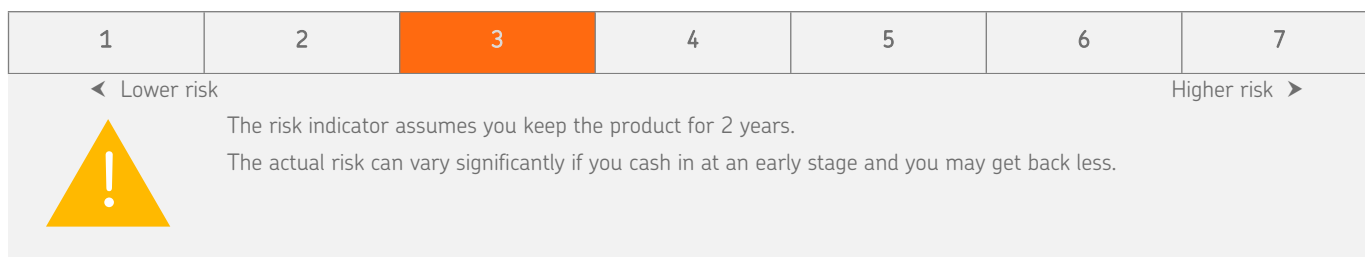 1 2 3 4 5 6 7
Lower risk Higher risk
The risk indicator assumes you keep the product for 2 years.
The actual risk can vary significantly if you cash in at an early stage and you may get back less.